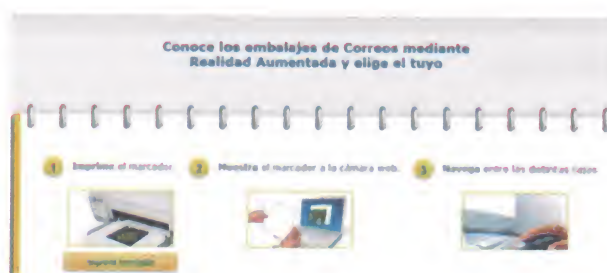 Conoce los embalajes de Correos mediante
Realidad Aumentada y elige el tuyo
1 Imprime el marcador
2 Muestra el marcador a la cámara web.
3 Navega entre las distintas cajas